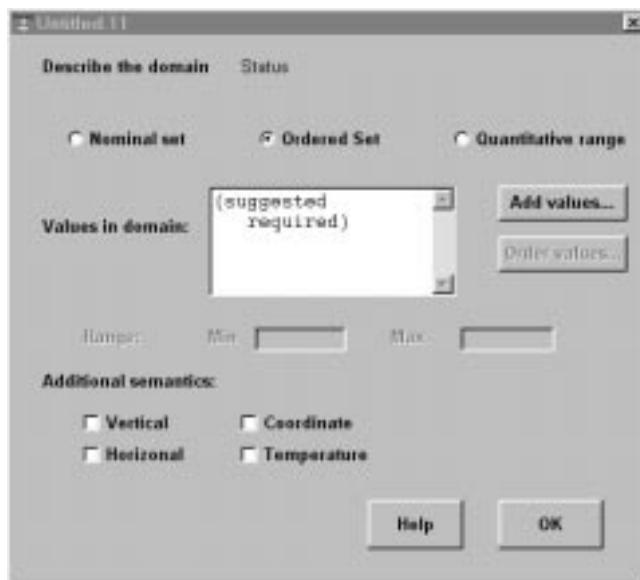 Untitled 11
Describe the domain Status
Nominal set Ordered Set Quantitative range
Values in domain:
(suggested
required)
Add values...
Order values...
Range: Min Max
Additional semantics:
Vertical Coordinate
Horizonal Temperature
Help OK